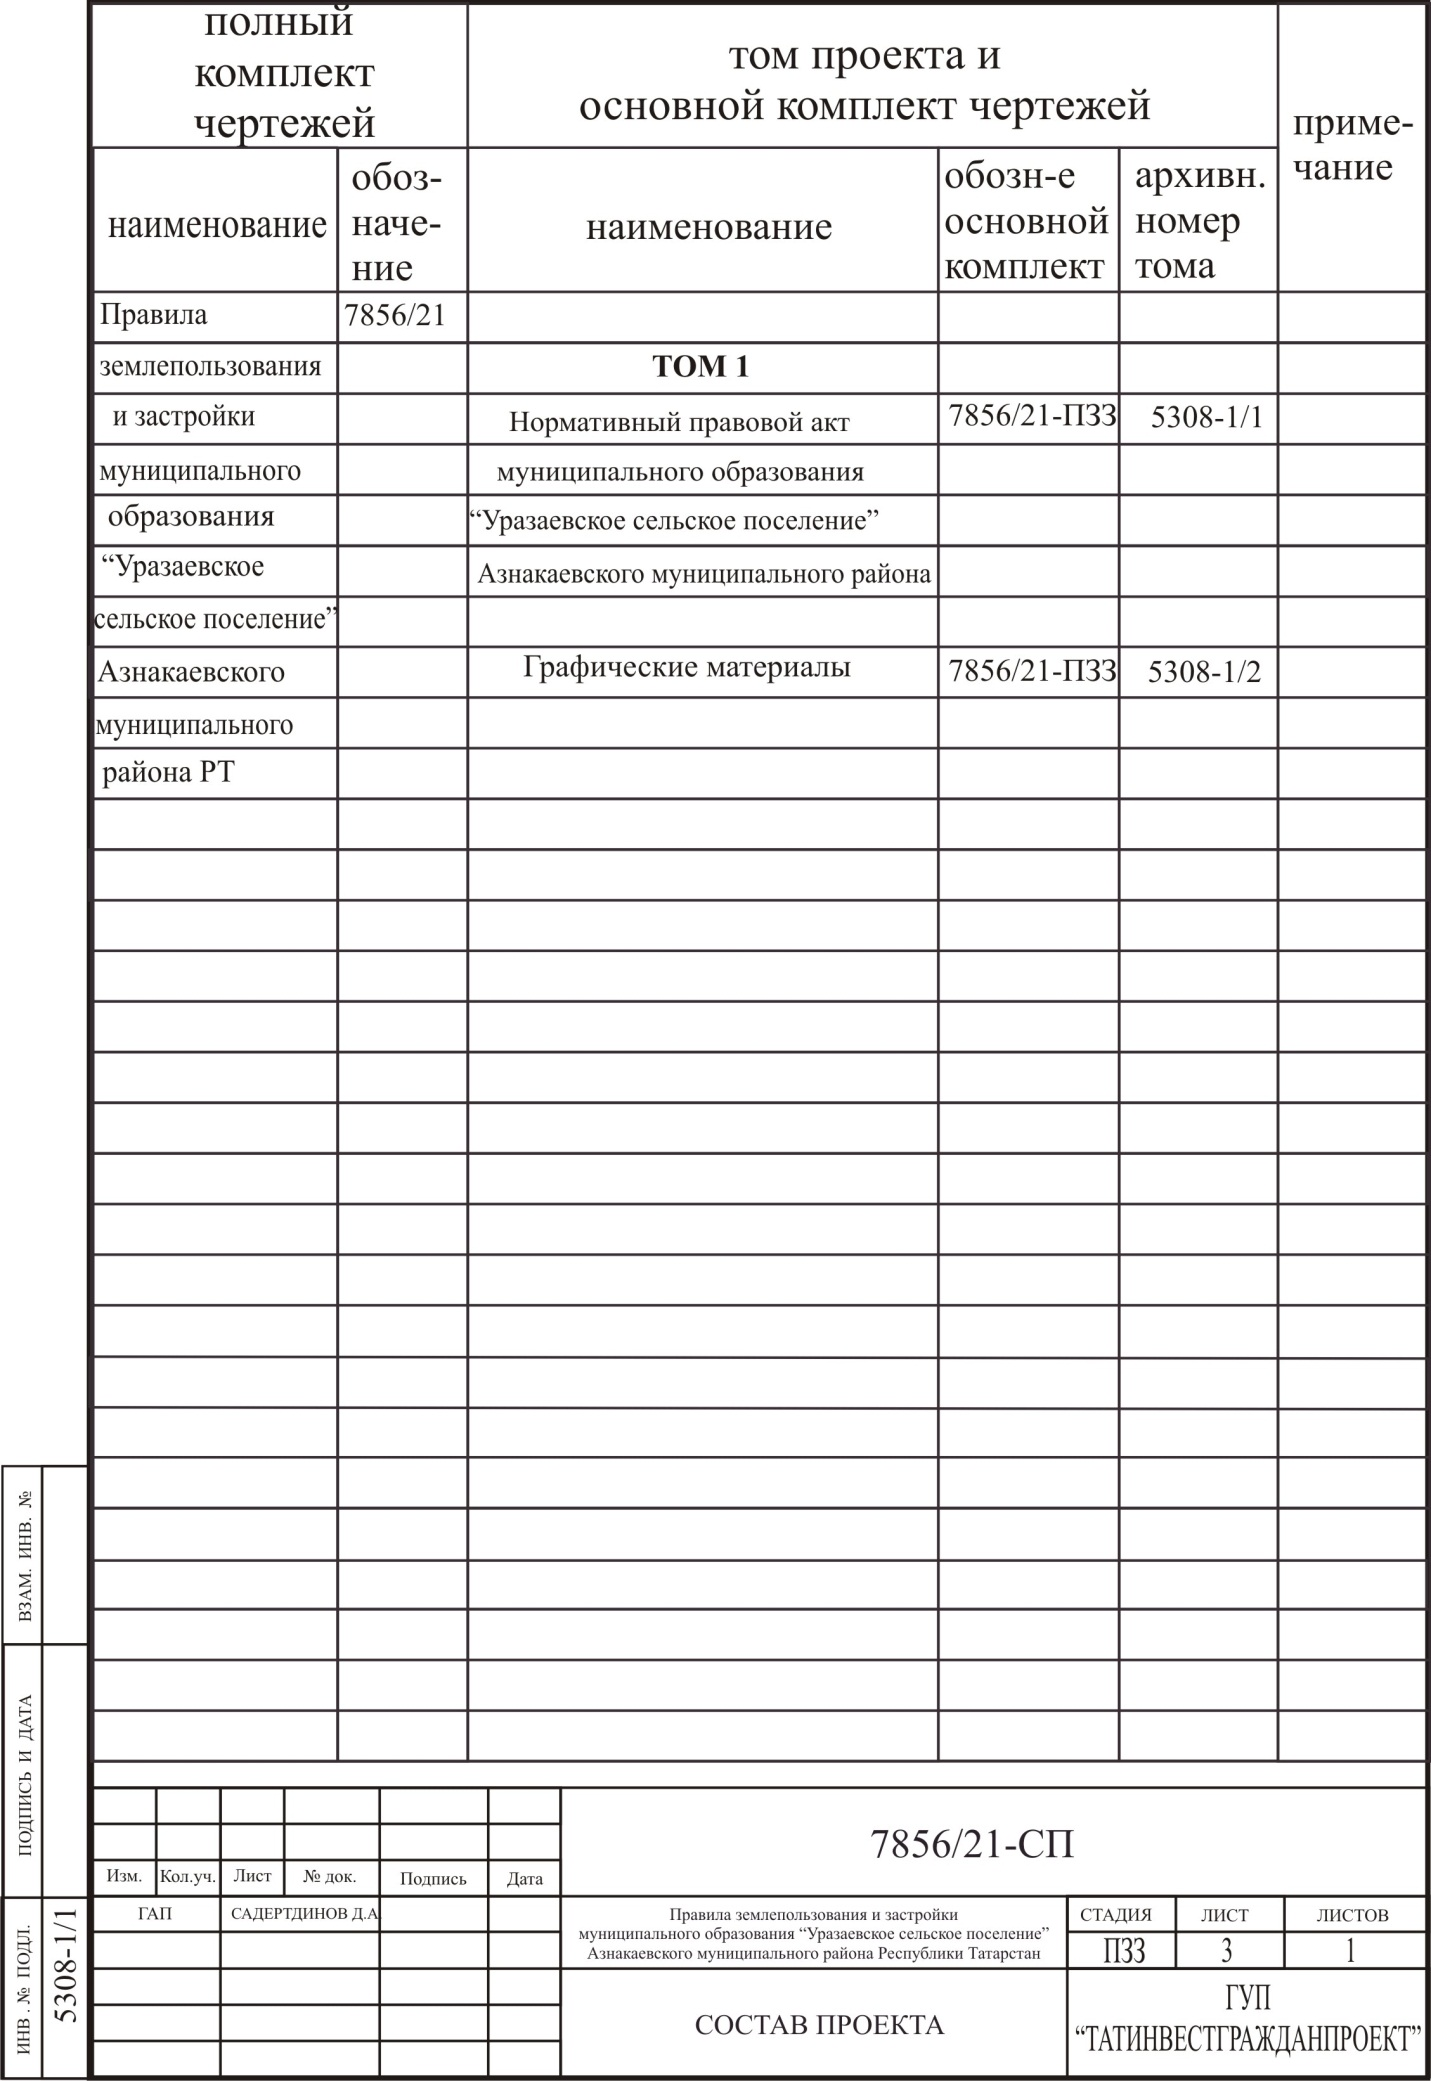 полный
комплект
чертежей
том проекта и
основной комплект чертежей
приме-
чание
наименование
обоз-
наче-
ние
наименование
обозн-е
основной
комплект
архивн.
номер
тома
Правила 7856/21
землепользования ТОМ 1
и застройки Нормативный правовой акт 7856/21-ПЗЗ 5308-1/1
муниципального муниципального образования
образования “Уразаевское сельское поселение”
“Уразаевское Азнакаевского муниципального района
сельское поселение”
Азнакаевского Графические материалы 7856/21-ПЗЗ 5308-1/2
муниципального
района РТ
ВЗАМ. ИНВ. №
ПОДПИСЬ И ДАТА
ИНВ . № ПОДЛ.
5308-1/1
7856/21-СП
Изм. Кол.уч. Лист № док. Подпись Дата
ГАП САДЕРТДИНОВ Д.А.
Правила землепользования и застройки
муниципального образования “Уразаевское сельское поселение”
Азнакаевского муниципального района Республики Татарстан
СТАДИЯ ЛИСТ ЛИСТОВ
ПЗЗ 3 1
СОСТАВ ПРОЕКТА
ГУП
“ТАТИНВЕСТГРАЖДАНПРОЕКТ”